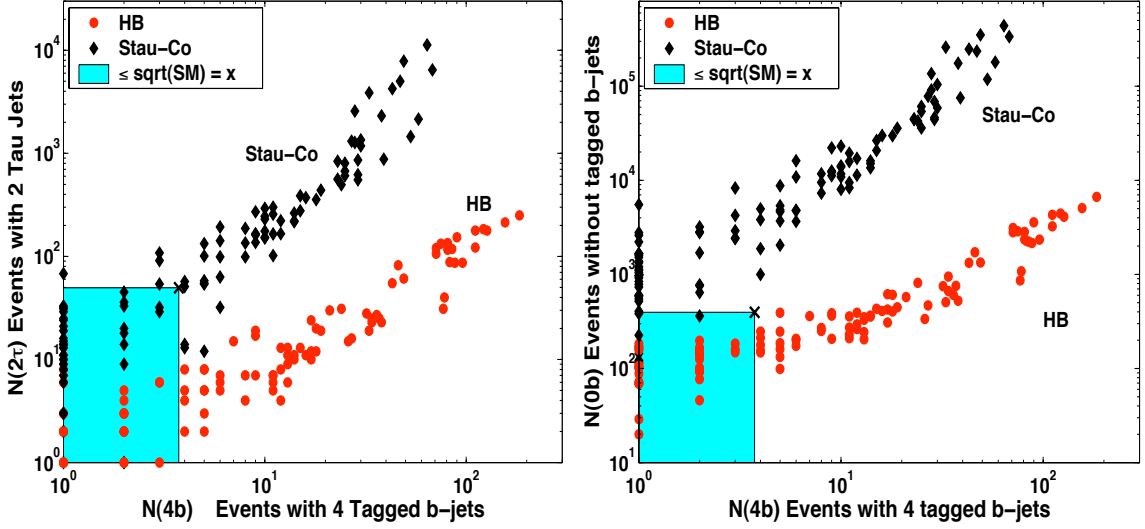 HB
Stau−Co
≤ sqrt(SM) = x
Stau−Co
HB
10^4
10^3
10^2
10^1
10^0
10^0
10^1
10^2
N(2τ) Events with 2 Tau Jets
N(4b) Events with 4 Tagged b−jets
HB
Stau−Co
≤ sqrt(SM) = x
Stau−Co
HB
10^5
10^4
10^3
10^2
10^1
10^0
10^1
10^2
N(0b) Events without tagged b−jets
N(4b) Events with 4 tagged b−jets